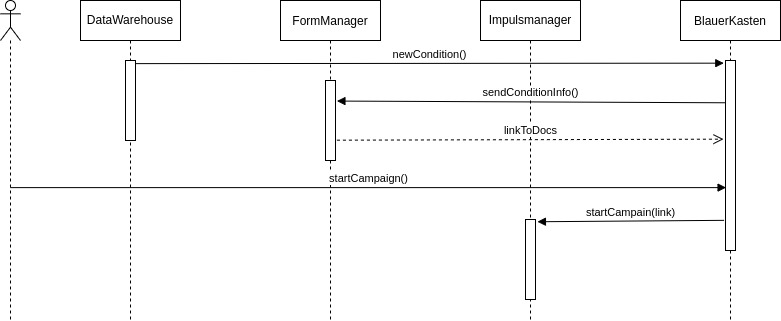 DataWarehouse
FormManager
Impulsmanager
BlauerKasten
newCondition()
sendConditionInfo()
linkToDocs
startCampaign()
startCampain(link)